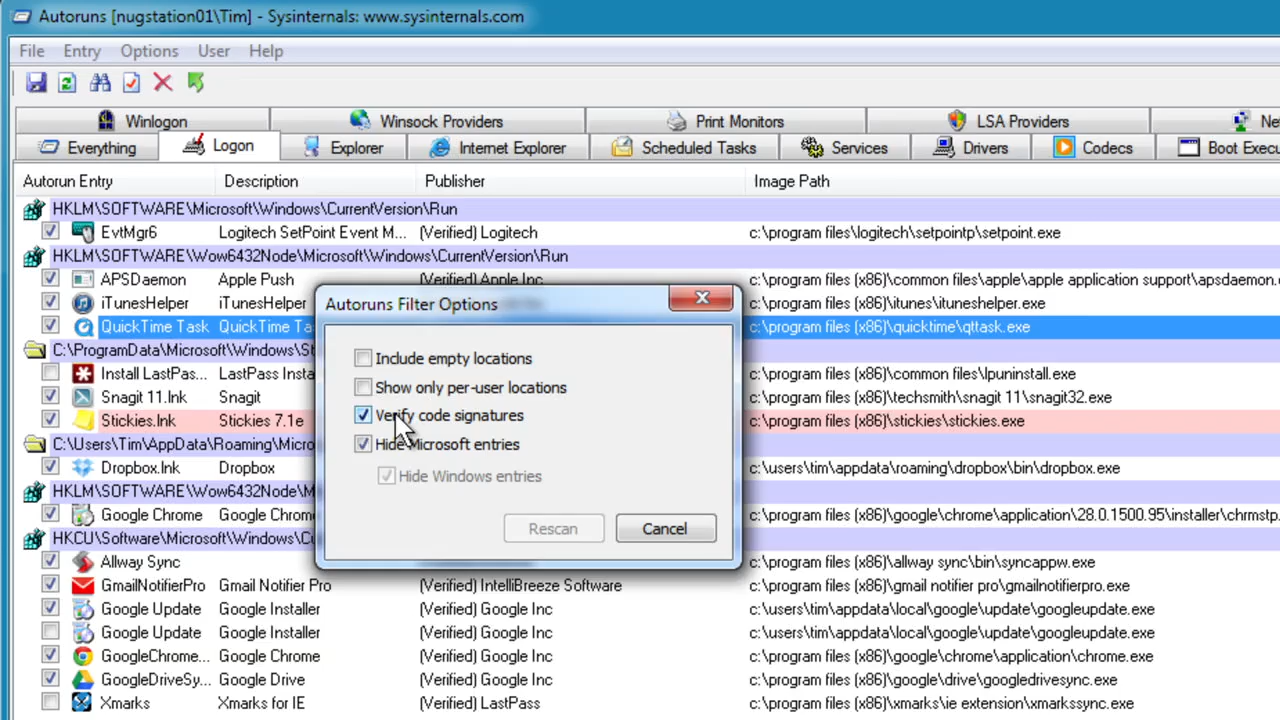 Autoruns [nugstation01\Tim] - Sysinternals: www.sysinternals.com
File Entry Options User Help
Winlogon Winsock Providers Print Monitors LSA Providers
Everything Logon Explorer Internet Explorer Scheduled Tasks Services Drivers Codecs Boot Execu
Autorun Entry Description Publisher Image Path
HKLM\SOFTWARE\Microsoft\Windows\CurrentVersion\Run
EvtMgr6 Logitech SetPoint Event M... (Verified) Logitech c:\program files\logitech\setpointp\setpoint.exe
HKLM\SOFTWARE\Wow6432Node\Microsoft\Windows\CurrentVersion\Run
APSDaemon Apple Push (Verified) Apple Inc c:\program files (x86)\common files\apple\apple application support\apsdaemon.e
iTunesHelper iTunesHelper c:\program files (x86)\itunes\ituneshelper.exe
QuickTime Task QuickTime Ta c:\program files (x86)\quicktime\qttask.exe
C:\ProgramData\Microsoft\Windows\St
Install LastPas... LastPass Insta c:\program files (x86)\common files\lpuninstall.exe
Snagit 11.lnk Snagit c:\program files (x86)\techsmith\snagit 11\snagit32.exe
Stickies.lnk Stickies 7.1e c:\program files (x86)\stickies\stickies.exe
C:\Users\Tim\AppData\Roaming\Micros
Dropbox.lnk Dropbox c:\users\tim\appdata\roaming\dropbox\bin\dropbox.exe
HKLM\SOFTWARE\Wow6432Node\M
Google Chrome Google Chrom c:\program files (x86)\google\chrome\application\28.0.1500.95\installer\chrmstp.
HKCU\Software\Microsoft\Windows\Cu
Allway Sync c:\program files (x86)\allway sync\bin\syncappw.exe
GmailNotifierPro Gmail Notifier Pro (Verified) IntelliBreeze Software c:\program files (x86)\gmail notifier pro\gmailnotifierpro.exe
Google Update Google Installer (Verified) Google Inc c:\users\tim\appdata\local\google\update\googleupdate.exe
Google Update Google Installer (Verified) Google Inc c:\users\tim\appdata\local\google\update\googleupdate.exe
GoogleChrome... Google Chrome (Verified) Google Inc c:\program files (x86)\google\chrome\application\chrome.exe
GoogleDriveSy... Google Drive (Verified) Google Inc c:\program files (x86)\google\drive\googledrivesync.exe
Xmarks Xmarks for IE (Verified) LastPass c:\program files (x86)\xmarks\ie extension\xmarkssync.exe
Autoruns Filter Options
Include empty locations
Show only per-user locations
Verify code signatures
Hide Microsoft entries
Hide Windows entries
Rescan Cancel